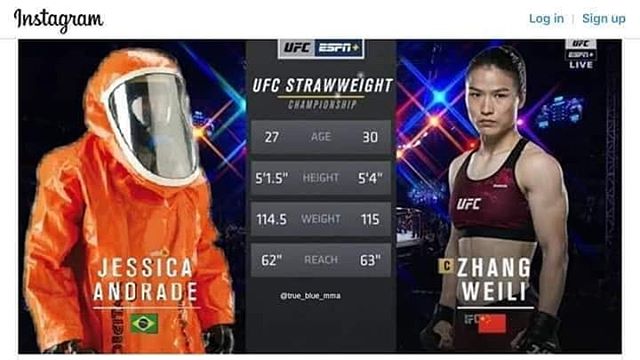 Instagram
Log in | Sign up
UFC ESPN+
UFC ESPN+
LIVE
UFC STRAWWEIGHT
CHAMPIONSHIP
27 AGE 30
5'1.5" HEIGHT 5'4"
114.5 WEIGHT 115
62" REACH 63"
@true_blue_mma
JESSICA
ANDRADE
C ZHANG
WEILI
UFC
UFC